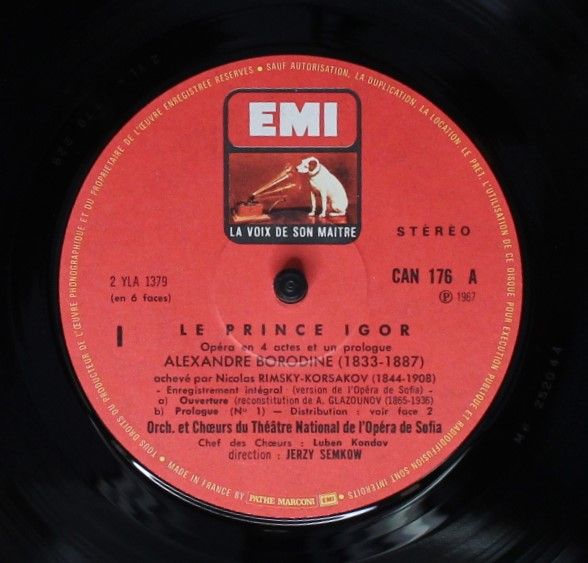 TOUS DROITS DU PRODUCTEUR DE L'ŒUVRE PHONOGRAPHIQUE ET DU PROPRIETAIRE DE L'ŒUVRE ENREGISTREE RESERVES • SAUF AUTORISATION, LA DUPLICATION, LA LOCATION, LE PRET, L'UTILISATION DE CE DISQUE POUR EXECUTION PUBLIQUE ET RADIODIFFUSION SONT INTERDITS •
EMI
LA VOIX DE SON MAITRE
STÉRÉO
2 YLA 1379
(en 6 faces)
CAN 176 A
Ⓟ 1967
I
LE PRINCE IGOR
Opéra en 4 actes et un prologue
ALEXANDRE BORODINE (1833-1887)
achevé par Nicolas RIMSKY-KORSAKOV (1844-1908)
- Enregistrement intégral (version de l'Opéra de Sofia) -
a) Ouverture (reconstitution de A. GLAZOUNOV (1865-1936)
b) Prologue (N° 1) - Distribution : voir face 2
Orch. et Chœurs du Théâtre National de l'Opéra de Sofia
Chef des Chœurs : Luben Kondov
direction : JERZY SEMKOW
• MADE IN FRANCE BY PATHE MARCONI EMI •